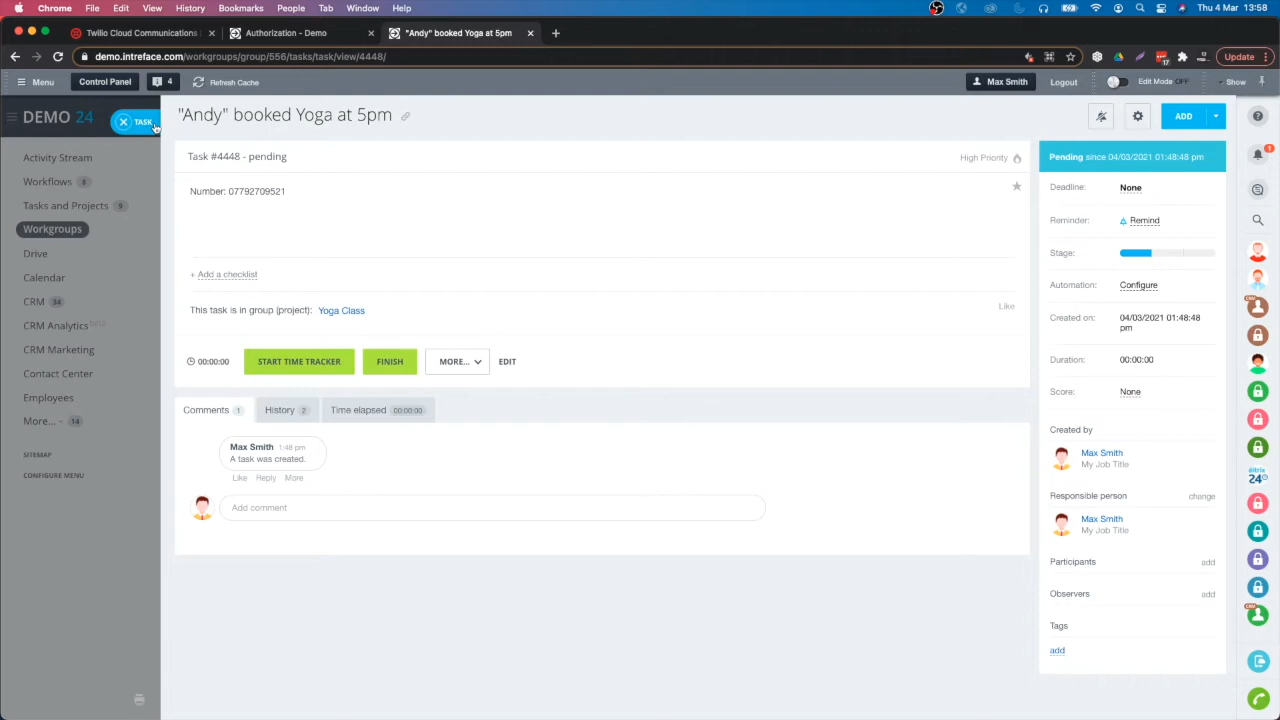 Chrome File Edit View History Bookmarks People Tab Window Help Thu 4 Mar 13:58
Twilio Cloud Communications Authorization - Demo "Andy" booked Yoga at 5pm
demo.intreface.com/workgroups/group/556/tasks/task/view/4448/ 17 Update
Menu Control Panel 4 Refresh Cache Max Smith Logout Edit Mode OFF Show
DEMO 24 TASK "Andy" booked Yoga at 5pm ADD
Task #4448 - pending High Priority Pending since 04/03/2021 01:48:48 pm
Activity Stream
Workflows 8
Tasks and Projects 9
Workgroups
Drive
Calendar
CRM 34
CRM Analytics beta
CRM Marketing
Contact Center
Employees
More... 14
SITEMAP
CONFIGURE MENU
Number: 07792709521
+ Add a checklist
This task is in group (project): Yoga Class Like
00:00:00 START TIME TRACKER FINISH MORE... EDIT
Comments 1 History 2 Time elapsed 00:00:00
Max Smith 1:48 pm
A task was created.
Like Reply More
Add comment
Deadline: None
Reminder: Remind
Stage:
Automation: Configure
Created on: 04/03/2021 01:48:48
pm
Duration: 00:00:00
Score: None
Created by
Max Smith
My Job Title
Responsible person change
Max Smith
My Job Title
Participants add
Observers add
Tags
add
1
CRM
bitrix
24
CRM